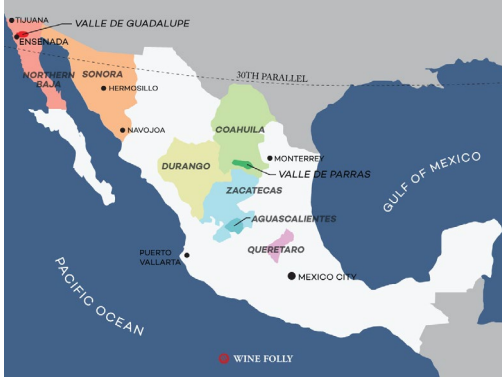 TIJUANA
VALLE DE GUADALUPE
ENSENADA
NORTHERN
BAJA
SONORA
HERMOSILLO
NAVOJOA
30TH PARALLEL
COAHUILA
MONTERREY
DURANGO
VALLE DE PARRAS
ZACATECAS
GULF OF MEXICO
AGUASCALIENTES
QUERETARO
PUERTO
VALLARTA
MEXICO CITY
PACIFIC OCEAN
WINE FOLLY